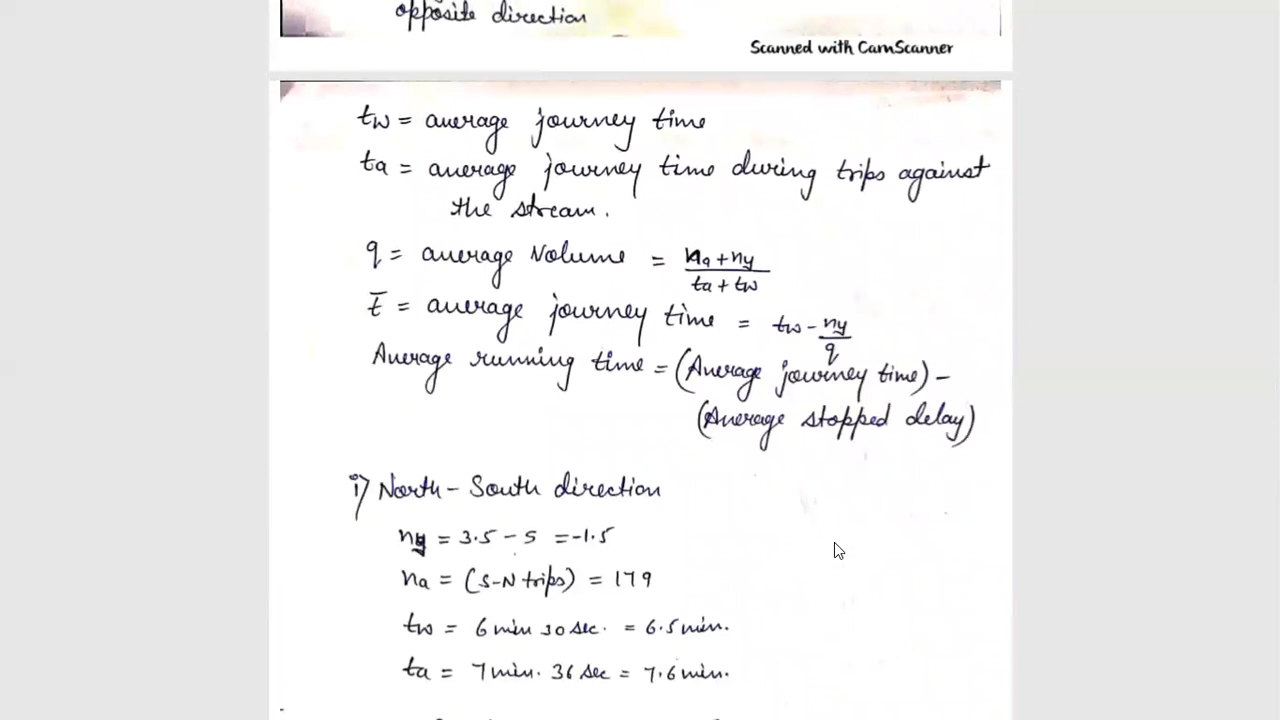 opposite direction
Scanned with CamScanner
tw = average journey time
ta = average journey time during trips against
the stream.
q = average Volume = na + ny / ta + tw
t̄ = average journey time = tw - ny / q
Average running time = (Average journey time) -
(Average stopped delay)
i) North - South direction
ny = 3.5 - 5 = -1.5
na = (S-N trips) = 179
tw = 6 min 30 sec. = 6.5 min.
ta = 7 min. 36 sec = 7.6 min.